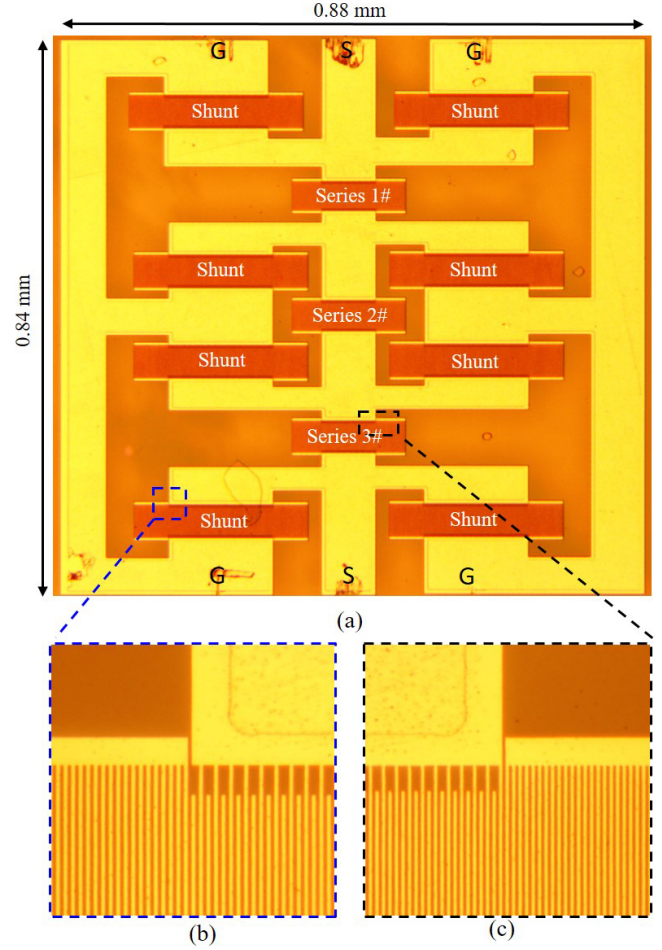 0.88 mm
G S G
0.84 mm
Shunt Shunt
Series 1#
Shunt Shunt
Series 2#
Shunt Shunt
Series 3#
Shunt Shunt
G S G
(a)
(b) (c)